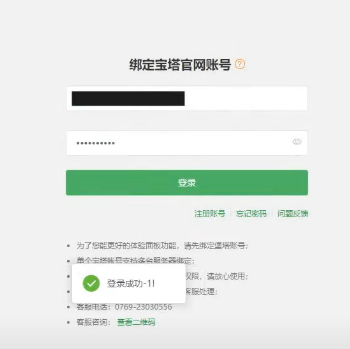 绑定宝塔官网账号 ?
••••••••••
登录
注册账号 忘记密码 问题反馈
为了您能更好的体验面板功能，请先绑定堡塔账号；
单个宝塔账号支持多台服务器绑定；
权限、请放心使用；
登录成功-1!
客服处理；
客服电话：0769-23030556
客服咨询： 查看二维码